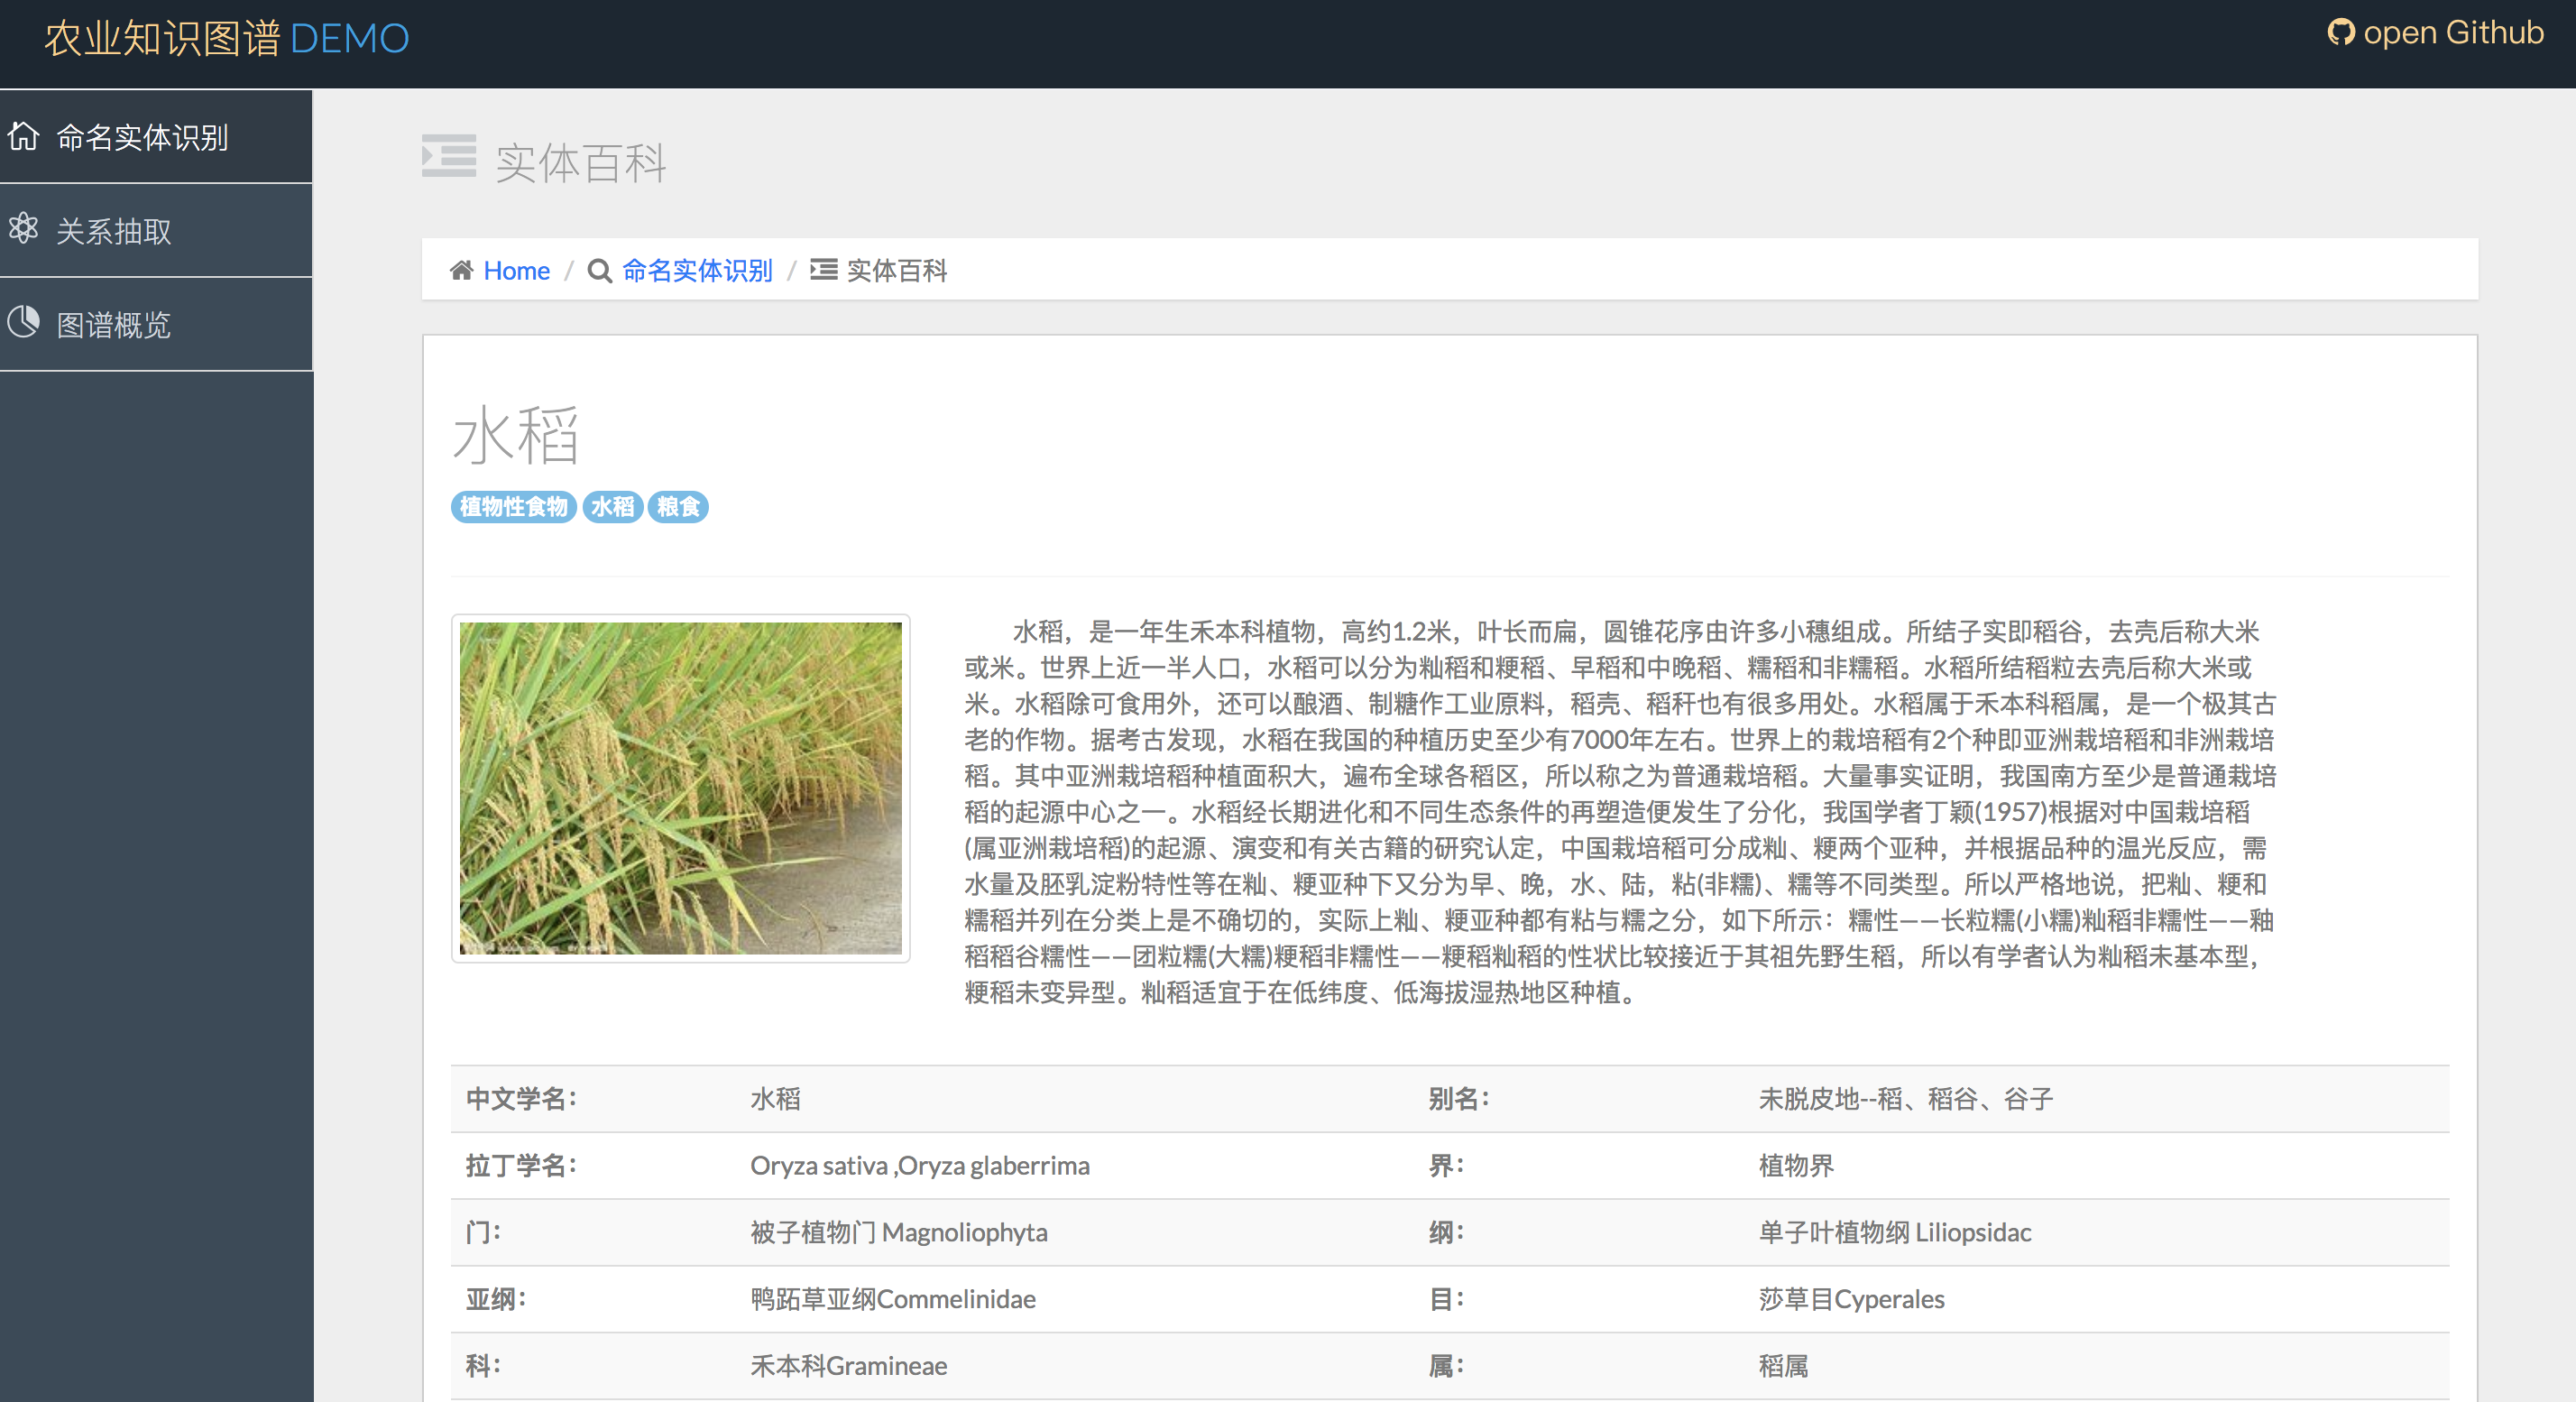 农业知识图谱 DEMO
open Github
命名实体识别
关系抽取
图谱概览
实体百科
Home / 命名实体识别 / 实体百科
水稻
植物性食物 水稻 粮食
水稻，是一年生禾本科植物，高约1.2米，叶长而扁，圆锥花序由许多小穗组成。所结子实即稻谷，去壳后称大米
或米。世界上近一半人口，水稻可以分为籼稻和粳稻、早稻和中晚稻、糯稻和非糯稻。水稻所结稻粒去壳后称大米或
米。水稻除可食用外，还可以酿酒、制糖作工业原料，稻壳、稻秆也有很多用处。水稻属于禾本科稻属，是一个极其古
老的作物。据考古发现，水稻在我国的种植历史至少有7000年左右。世界上的栽培稻有2个种即亚洲栽培稻和非洲栽培
稻。其中亚洲栽培稻种植面积大，遍布全球各稻区，所以称之为普通栽培稻。大量事实证明，我国南方至少是普通栽培
稻的起源中心之一。水稻经长期进化和不同生态条件的再塑造便发生了分化，我国学者丁颖(1957)根据对中国栽培稻
(属亚洲栽培稻)的起源、演变和有关古籍的研究认定，中国栽培稻可分成籼、粳两个亚种，并根据品种的温光反应，需
水量及胚乳淀粉特性等在籼、粳亚种下又分为早、晚，水、陆，粘(非糯)、糯等不同类型。所以严格地说，把籼、粳和
糯稻并列在分类上是不确切的，实际上籼、粳亚种都有粘与糯之分，如下所示：糯性——长粒糯(小糯)籼稻非糯性——籼
稻稻谷糯性——团粒糯(大糯)粳稻非糯性——粳稻籼稻的性状比较接近于其祖先野生稻，所以有学者认为籼稻未基本型，
粳稻未变异型。籼稻适宜于在低纬度、低海拔湿热地区种植。
中文学名： 水稻 别名： 未脱皮地--稻、稻谷、谷子
拉丁学名： Oryza sativa ,Oryza glaberrima 界： 植物界
门： 被子植物门 Magnoliophyta 纲： 单子叶植物纲 Liliopsidac
亚纲： 鸭跖草亚纲Commelinidae 目： 莎草目Cyperales
科： 禾本科Gramineae 属： 稻属